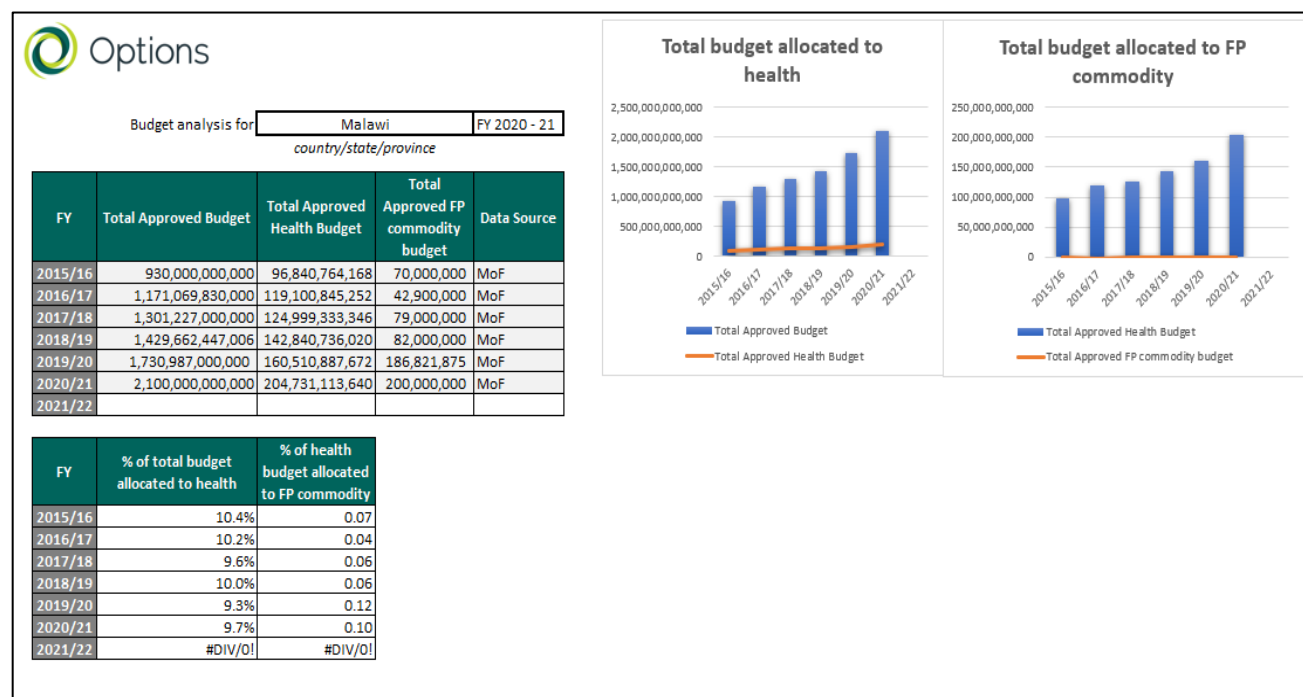 Options
Budget analysis for Malawi FY 2020 - 21
country/state/province
FY Total Approved Budget Total Approved Health Budget Total Approved FP commodity budget Data Source
2015/16 930,000,000,000 96,840,764,168 70,000,000 MoF
2016/17 1,171,069,830,000 119,100,845,252 42,900,000 MoF
2017/18 1,301,227,000,000 124,999,333,346 79,000,000 MoF
2018/19 1,429,662,447,006 142,840,736,020 82,000,000 MoF
2019/20 1,730,987,000,000 160,510,887,672 186,821,875 MoF
2020/21 2,100,000,000,000 204,731,113,640 200,000,000 MoF
2021/22
FY % of total budget allocated to health % of health budget allocated to FP commodity
2015/16 10.4% 0.07
2016/17 10.2% 0.04
2017/18 9.6% 0.06
2018/19 10.0% 0.06
2019/20 9.3% 0.12
2020/21 9.7% 0.10
2021/22 #DIV/0! #DIV/0!
Total budget allocated to
health
2,500,000,000,000
2,000,000,000,000
1,500,000,000,000
1,000,000,000,000
500,000,000,000
0
2015/16 2016/17 2017/18 2018/19 2019/20 2020/21 2021/22
Total Approved Budget
Total Approved Health Budget
Total budget allocated to FP
commodity
250,000,000,000
200,000,000,000
150,000,000,000
100,000,000,000
50,000,000,000
0
2015/16 2016/17 2017/18 2018/19 2019/20 2020/21 2021/22
Total Approved Health Budget
Total Approved FP commodity budget